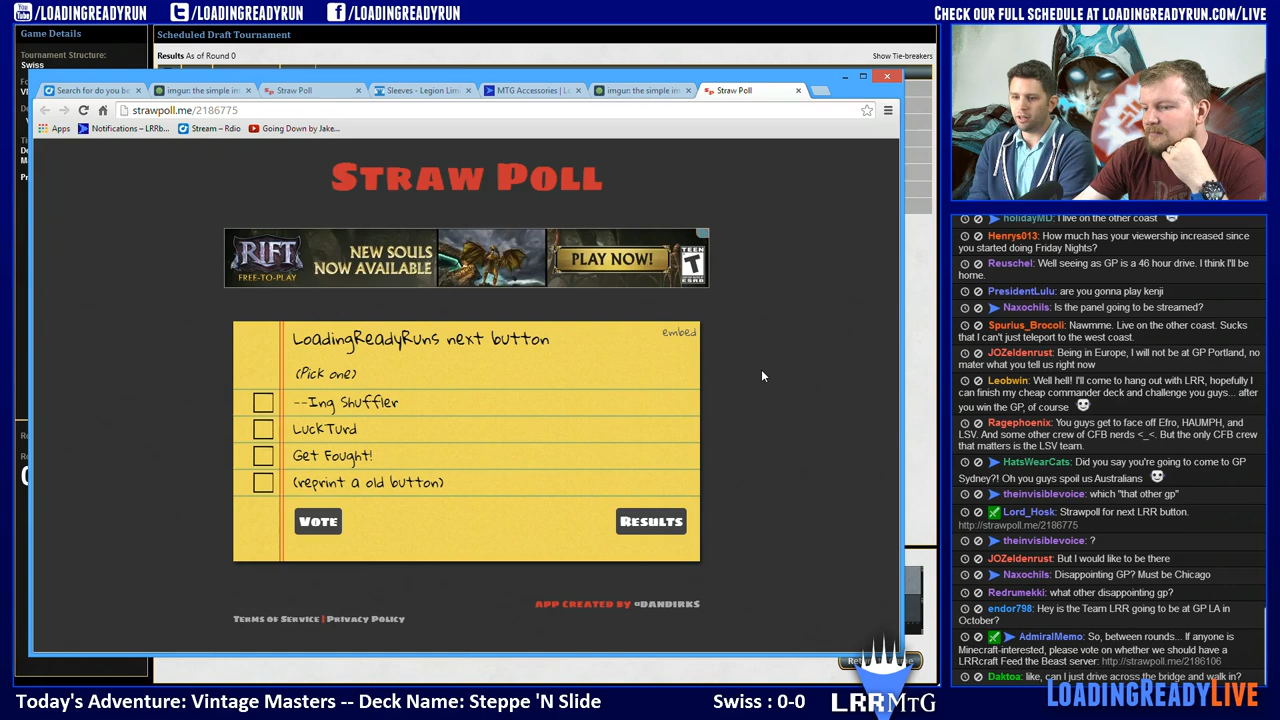 /LOADINGREADYRUN /LOADINGREADYRUN /LOADINGREADYRUN
CHECK OUR FULL SCHEDULE AT LOADINGREADYRUN.COM/LIVE
Game Details
Tournament Structure:
Swiss
Scheduled Draft Tournament
Results As of Round 0
Show Tie-breakers
Search for do you be...
imgur: the simple im
Straw Poll
Sleeves - Legion Lim
MTG Accessories | Lo
imgur: the simple im
Straw Poll
strawpoll.me/2186775
Apps
Notifications – LRRb...
Stream – Rdio
Going Down by Jake...
STRAW POLL
RIFT
FREE-TO-PLAY
NEW SOULS
NOW AVAILABLE
PLAY NOW!
TEEN
T
ESRB
LoadingReadyRuns next button
embed
(Pick one)
--Ing Shuffler
LuckTurd
Get Fought!
(reprint a old button)
VOTE
RESULTS
APP CREATED BY @DANDIRKS
TERMS OF SERVICE | PRIVACY POLICY
holidayMD: I live on the other coast
Henrys013: How much has your viewership increased since
you started doing Friday Nights?
Reuschel: Well seeing as GP is a 46 hour drive. I think I'll be
home.
PresidentLulu: are you gonna play kenji
Naxochils: Is the panel going to be streamed?
Spurius_Brocoli: Nawmme. Live on the other coast. Sucks
that I can't just teleport to the west coast.
JOZeldenrust: Being in Europe, I will not be at GP Portland, no
mater what you tell us right now
Leobwin: Well hell! I'll come to hang out with LRR, hopefully I
can finish my cheap commander deck and challenge you guys... after
you win the GP, of course
Ragephoenix: You guys get to face off Efro, HAUMPH, and
LSV. And some other crew of CFB nerds <_<. But the only CFB crew
that matters is the LSV team.
HatsWearCats: Did you say you're going to come to GP
Sydney?! Oh you guys spoil us Australians
theinvisiblevoice: which "that other gp"
Lord_Hosk: Strawpoll for next LRR button.
http://strawpoll.me/2186775
theinvisiblevoice: ?
JOZeldenrust: But I would like to be there
Naxochils: Disappointing GP? Must be Chicago
Redrumekki: what other disappointing gp?
endor798: Hey is the Team LRR going to be at GP LA in
October?
AdmiralMemo: So, between rounds... If anyone is
Minecraft-interested, please vote on whether we should have a
LRRcraft Feed the Beast server: http://strawpoll.me/2186106
Daktoa: like, can I just drive across the bridge and walk in?
Today's Adventure: Vintage Masters -- Deck Name: Steppe 'N Slide
Swiss : 0-0
LRRMTG
LOADINGREADYLIVE